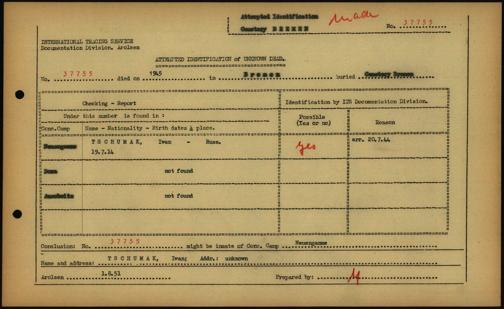 Attempted Identification
Cemetery BREMEN
made
No. 37755
INTERNATIONAL TRACING SERVICE
Documentation Division. Arolsen
ATTEMPTED IDENTIFICATION of UNKNOWN DEAD.
No. 37755 died on 1945 in Bremen buried Cemetery Bremen
Checking - Report
Identification by ITS Documentation Division.
Under this number is found in :
Possible (Yes or no)
Reason
Conc.Camp Name - Nationality - Birth dates & place.
Neuengamme TSCHUMAK, Iwan - Russ.
19.7.14
yes
arr. 20.7.44
not found
Auschwitz not found
Conclusion: No. 37755 might be inmate of Conc. Camp Neuengamme
Name and address: TSCHUMAK, Iwan; Addr.: unknown
Arolsen 1.8.51 Prepared by: